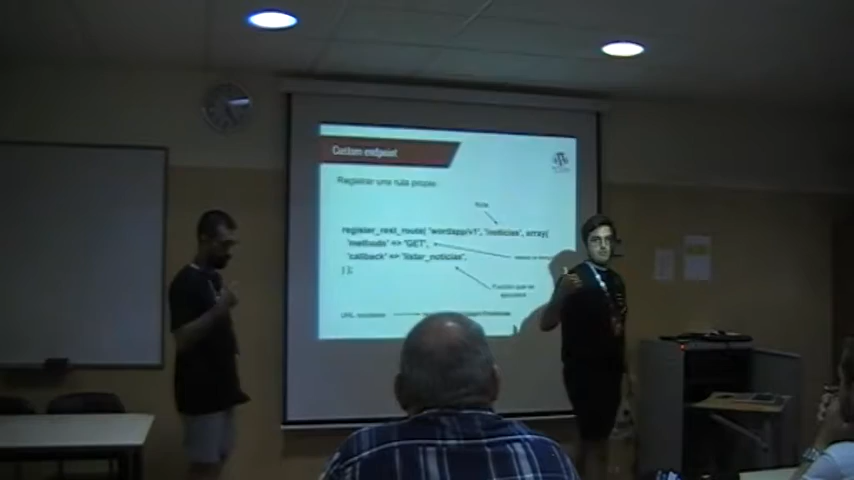 Custom endpoint
Registrar una ruta propia:
Ruta
register_rest_route( 'wordapp/v1', 'noticias', array(
'methods' => 'GET',
'callback' => 'listar_noticias',
) );
Función que se
ejecutará
URL